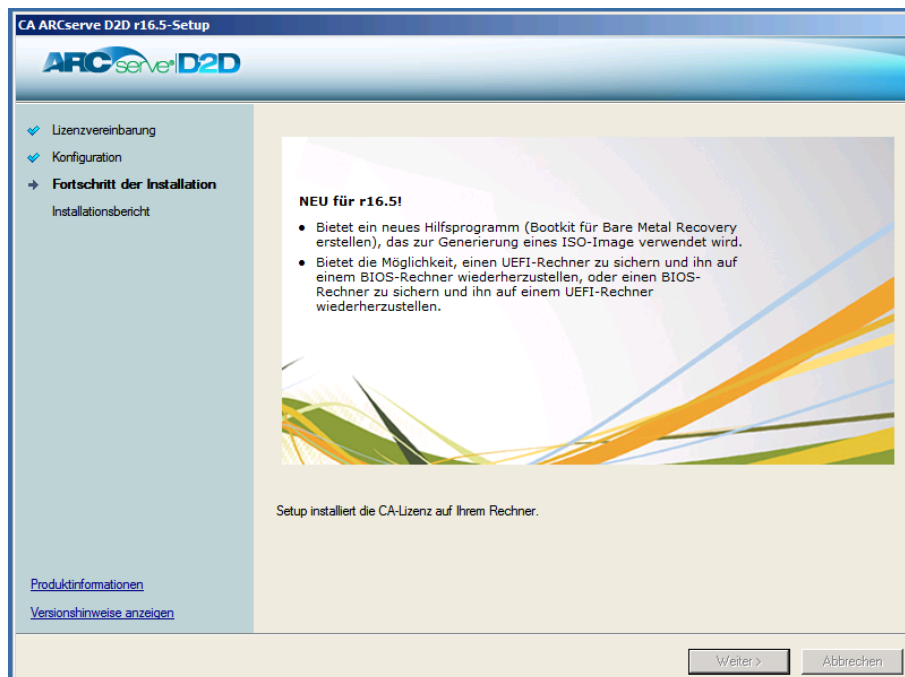 CA ARCserve D2D r16.5-Setup
ARCserve® D2D
Lizenzvereinbarung
Konfiguration
Fortschritt der Installation
Installationsbericht
NEU für r16.5!
• Bietet ein neues Hilfsprogramm (Bootkit für Bare Metal Recovery
erstellen), das zur Generierung eines ISO-Image verwendet wird.
• Bietet die Möglichkeit, einen UEFI-Rechner zu sichern und ihn auf
einem BIOS-Rechner wiederherzustellen, oder einen BIOS-
Rechner zu sichern und ihn auf einem UEFI-Rechner
wiederherzustellen.
Setup installiert die CA-Lizenz auf Ihrem Rechner.
Produktinformationen
Versionshinweise anzeigen
Weiter >
Abbrechen